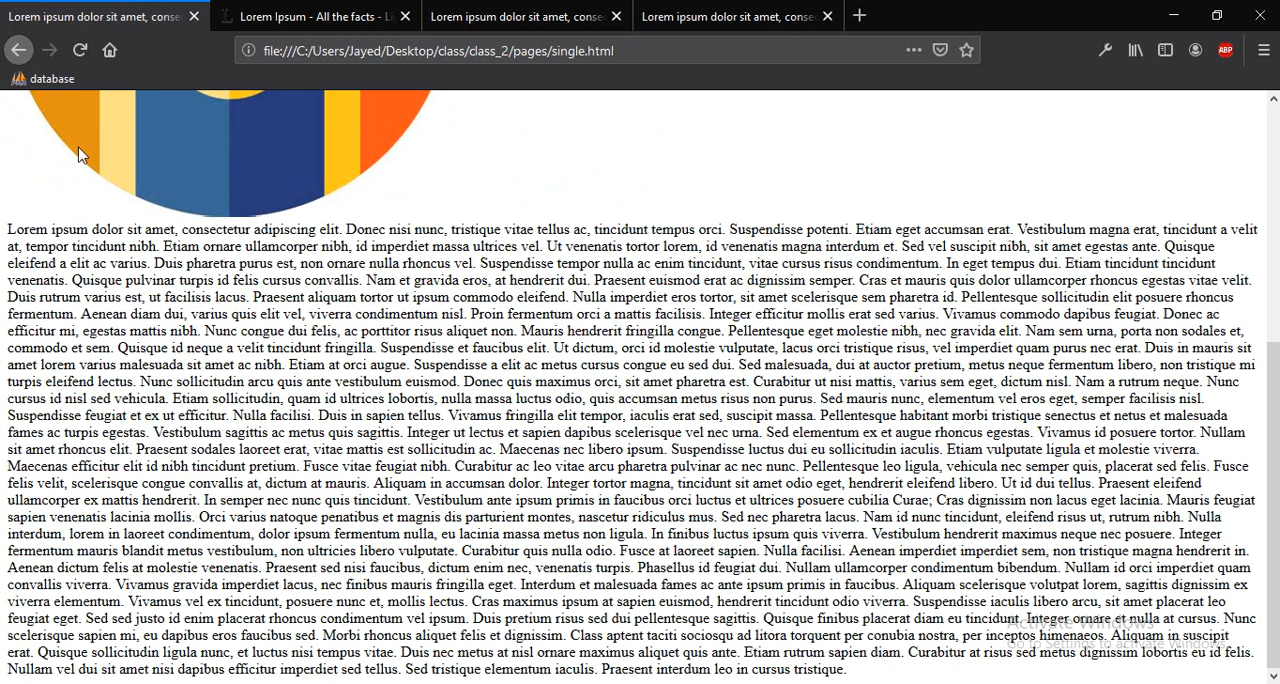 Lorem ipsum dolor sit amet, conse
Lorem Ipsum - All the facts - Li
Lorem ipsum dolor sit amet, conse
Lorem ipsum dolor sit amet, conse
file:///C:/Users/Jayed/Desktop/class/class_2/pages/single.html
ABP
database
Lorem ipsum dolor sit amet, consectetur adipiscing elit. Donec nisi nunc, tristique vitae tellus ac, tincidunt tempus orci. Suspendisse potenti. Etiam eget accumsan erat. Vestibulum magna erat, tincidunt a velit
at, tempor tincidunt nibh. Etiam ornare ullamcorper nibh, id imperdiet massa ultrices vel. Ut venenatis tortor lorem, id venenatis magna interdum et. Sed vel suscipit nibh, sit amet egestas ante. Quisque
eleifend a elit ac varius. Duis pharetra purus est, non ornare nulla rhoncus vel. Suspendisse tempor nulla ac enim tincidunt, vitae cursus risus condimentum. In eget tempus dui. Etiam tincidunt tincidunt
venenatis. Quisque pulvinar turpis id felis cursus convallis. Nam et gravida eros, at hendrerit dui. Praesent euismod erat ac dignissim semper. Cras et mauris quis dolor ullamcorper rhoncus egestas vitae velit.
Duis rutrum varius est, ut facilisis lacus. Praesent aliquam tortor ut ipsum commodo eleifend. Nulla imperdiet eros tortor, sit amet scelerisque sem pharetra id. Pellentesque sollicitudin elit posuere rhoncus
fermentum. Aenean diam dui, varius quis elit vel, viverra condimentum nisl. Proin fermentum orci a mattis facilisis. Integer efficitur mollis erat sed varius. Vivamus commodo dapibus feugiat. Donec ac
efficitur mi, egestas mattis nibh. Nunc congue dui felis, ac porttitor risus aliquet non. Mauris hendrerit fringilla congue. Pellentesque eget molestie nibh, nec gravida elit. Nam sem urna, porta non sodales et,
commodo et sem. Quisque id neque a velit tincidunt fringilla. Suspendisse et faucibus elit. Ut dictum, orci id molestie vulputate, lacus orci tristique risus, vel imperdiet quam purus nec erat. Duis in mauris sit
amet lorem varius malesuada sit amet ac nibh. Etiam at orci augue. Suspendisse a elit ac metus cursus congue eu sed dui. Sed malesuada, dui at auctor pretium, metus neque fermentum libero, non tristique mi
turpis eleifend lectus. Nunc sollicitudin arcu quis ante vestibulum euismod. Donec quis maximus orci, sit amet pharetra est. Curabitur ut nisi mattis, varius sem eget, dictum nisl. Nam a rutrum neque. Nunc
cursus id nisl sed vehicula. Etiam sollicitudin, quam id ultrices lobortis, nulla massa luctus odio, quis accumsan metus risus non purus. Sed mauris nunc, elementum vel eros eget, semper facilisis nisl.
Suspendisse feugiat et ex ut efficitur. Nulla facilisi. Duis in sapien tellus. Vivamus fringilla elit tempor, iaculis erat sed, suscipit massa. Pellentesque habitant morbi tristique senectus et netus et malesuada
fames ac turpis egestas. Vestibulum sagittis ac metus quis sagittis. Integer ut lectus et sapien dapibus scelerisque vel nec urna. Sed elementum ex et augue rhoncus egestas. Vivamus id posuere tortor. Nullam
sit amet rhoncus elit. Praesent sodales laoreet erat, vitae mattis est sollicitudin ac. Maecenas nec libero ipsum. Suspendisse luctus dui eu sollicitudin iaculis. Etiam vulputate ligula et molestie viverra.
Maecenas efficitur elit id nibh tincidunt pretium. Fusce vitae feugiat nibh. Curabitur ac leo vitae arcu pharetra pulvinar ac nec nunc. Pellentesque leo ligula, vehicula nec semper quis, placerat sed felis. Fusce
felis velit, scelerisque congue convallis at, dictum at mauris. Aliquam in accumsan dolor. Integer tortor magna, tincidunt sit amet odio eget, hendrerit eleifend libero. Ut id dui tellus. Praesent eleifend
ullamcorper ex mattis hendrerit. In semper nec nunc quis tincidunt. Vestibulum ante ipsum primis in faucibus orci luctus et ultrices posuere cubilia Curae; Cras dignissim non lacus eget lacinia. Mauris feugiat
sapien venenatis lacinia mollis. Orci varius natoque penatibus et magnis dis parturient montes, nascetur ridiculus mus. Sed nec pharetra lacus. Nam id nunc tincidunt, eleifend risus ut, rutrum nibh. Nulla
interdum, lorem in laoreet condimentum, dolor ipsum fermentum nulla, eu lacinia massa metus non ligula. In finibus luctus ipsum quis viverra. Vestibulum hendrerit maximus neque nec posuere. Integer
fermentum mauris blandit metus vestibulum, non ultricies libero vulputate. Curabitur quis nulla odio. Fusce at laoreet sapien. Nulla facilisi. Aenean imperdiet imperdiet sem, non tristique magna hendrerit in.
Aenean dictum felis at molestie venenatis. Praesent sed nisi faucibus, dictum enim nec, venenatis turpis. Phasellus id feugiat dui. Nullam ullamcorper condimentum bibendum. Nullam id orci imperdiet quam
convallis viverra. Vivamus gravida imperdiet lacus, nec finibus mauris fringilla eget. Interdum et malesuada fames ac ante ipsum primis in faucibus. Aliquam scelerisque volutpat lorem, sagittis dignissim ex
viverra elementum. Vivamus vel ex tincidunt, posuere nunc et, mollis lectus. Cras maximus ipsum at sapien euismod, hendrerit tincidunt odio viverra. Suspendisse iaculis libero arcu, sit amet placerat leo
feugiat eget. Sed sed justo id enim placerat rhoncus condimentum vel ipsum. Duis pretium risus sed dui pellentesque sagittis. Quisque finibus placerat diam eu tincidunt. Integer ornare et nulla at cursus. Nunc
scelerisque sapien mi, eu dapibus eros faucibus sed. Morbi rhoncus aliquet felis et dignissim. Class aptent taciti sociosqu ad litora torquent per conubia nostra, per inceptos himenaeos. Aliquam in suscipit
erat. Quisque sollicitudin ligula nunc, et luctus nisi tempor vitae. Duis nec metus at nisl ornare maximus aliquet quis ante. Etiam rutrum sapien diam. Curabitur at risus sed metus dignissim lobortis eu id felis.
Nullam vel dui sit amet nisi dapibus efficitur imperdiet sed tellus. Sed tristique elementum iaculis. Praesent interdum leo in cursus tristique.
Activate Windows
Go to Settings to activate Windows.